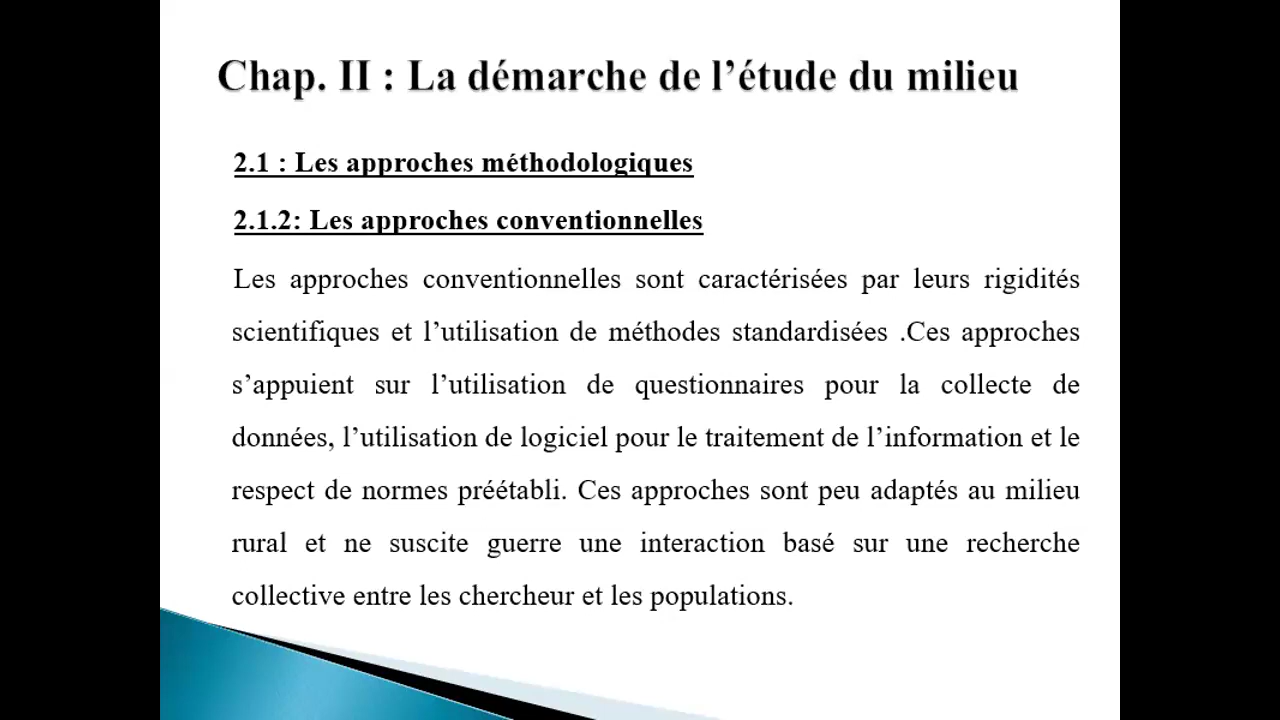 Chap. II : La démarche de l’étude du milieu
2.1 : Les approches méthodologiques
2.1.2: Les approches conventionnelles
Les approches conventionnelles sont caractérisées par leurs rigidités
scientifiques et l’utilisation de méthodes standardisées .Ces approches
s’appuient sur l’utilisation de questionnaires pour la collecte de
données, l’utilisation de logiciel pour le traitement de l’information et le
respect de normes préétabli. Ces approches sont peu adaptés au milieu
rural et ne suscite guerre une interaction basé sur une recherche
collective entre les chercheur et les populations.